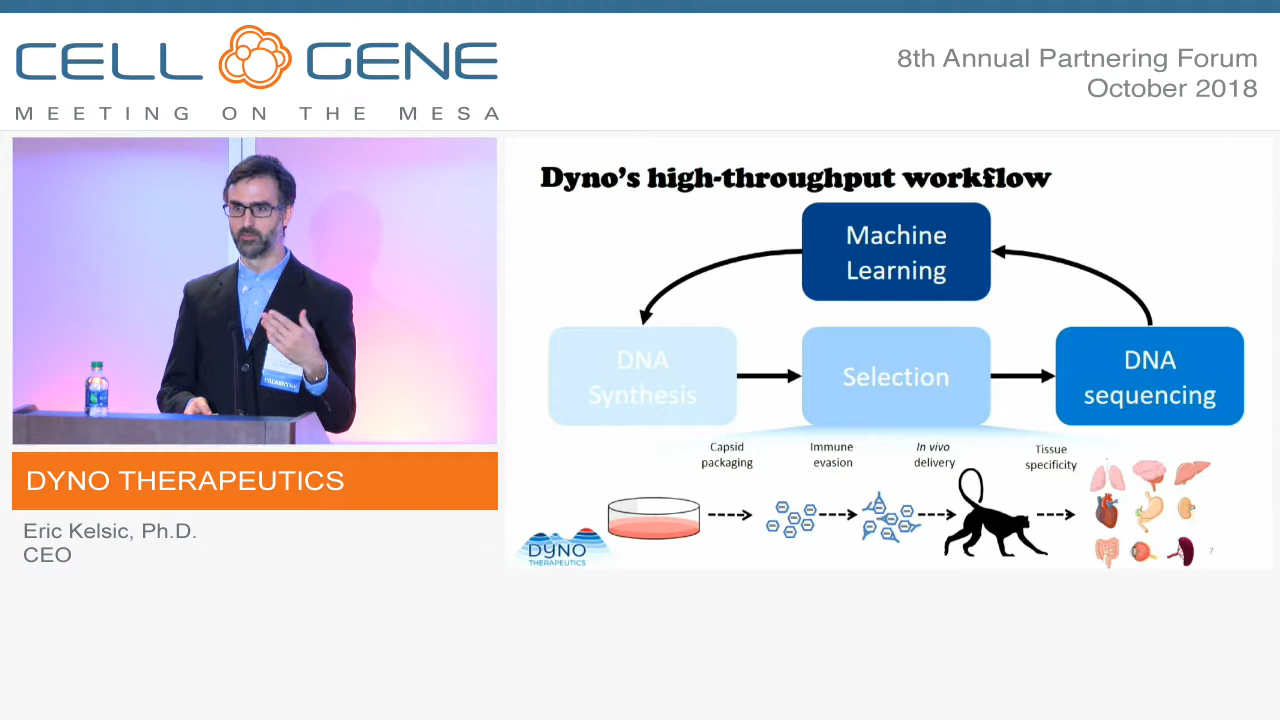 CELL GENE
MEETING ON THE MESA
8th Annual Partnering Forum
October 2018
Dyno's high-throughput workflow
Machine
Learning
DNA
Synthesis
Selection
DNA
sequencing
Capsid
packaging
Immune
evasion
In vivo
delivery
Tissue
specificity
DYNO
THERAPEUTICS
7
DYNO THERAPEUTICS
Eric Kelsic, Ph.D.
CEO